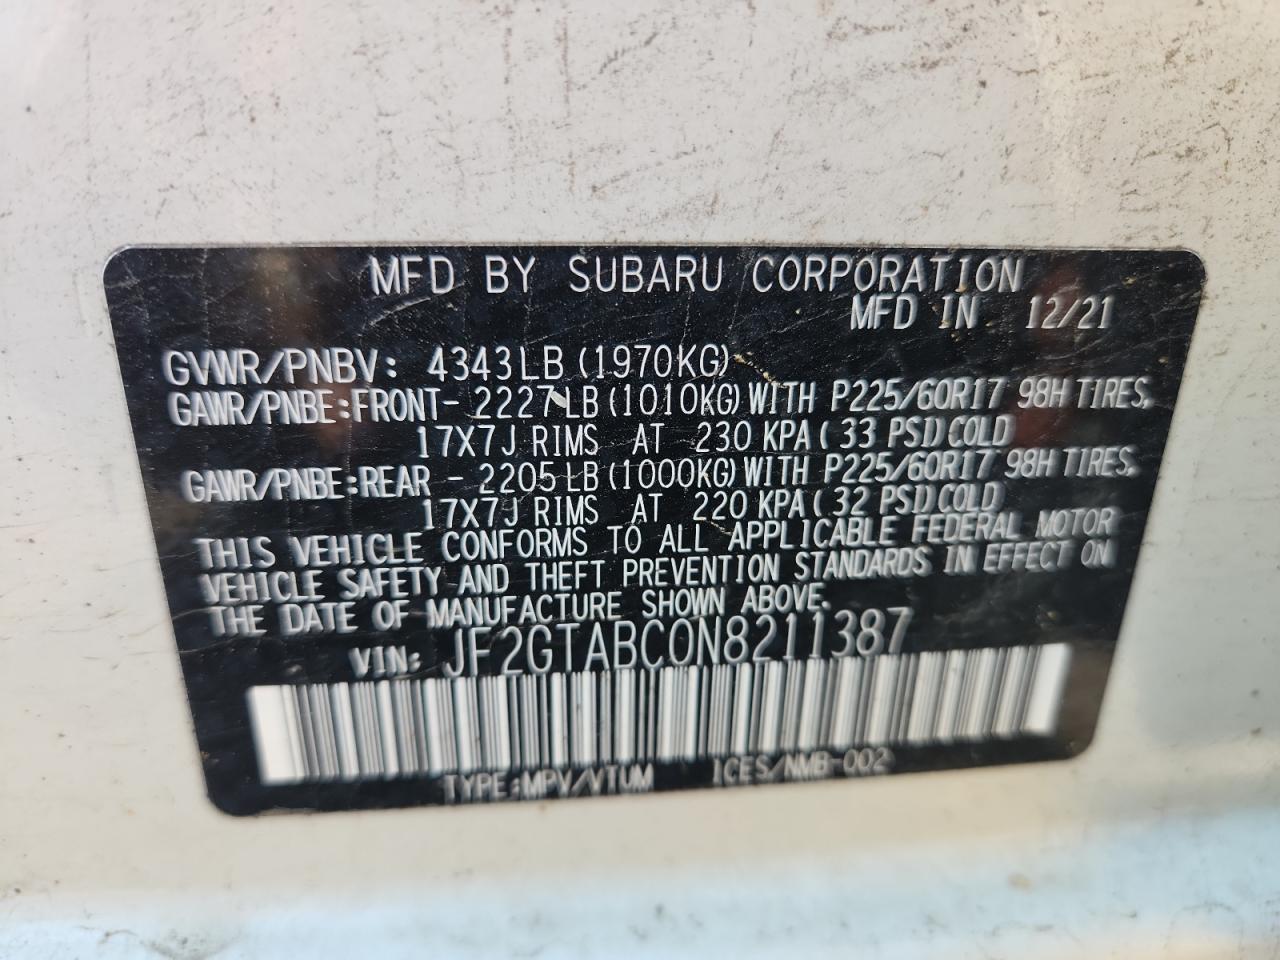 MFD BY SUBARU CORPORATION
MFD IN 12/21
GVWR/PNBV: 4343LB (1970KG)
GAWR/PNBE:FRONT- 2227LB (1010KG) WITH P225/60R17 98H TIRES,
17X7J RIMS AT 230 KPA( 33 PSI) COLD
GAWR/PNBE:REAR - 2205LB (1000KG) WITH P225/60R17 98H TIRES,
17X7J RIMS AT 220 KPA( 32 PSI) COLD
THIS VEHICLE CONFORMS TO ALL APPLICABLE FEDERAL MOTOR
VEHICLE SAFETY AND THEFT PREVENTION STANDARDS IN EFFECT ON
THE DATE OF MANUFACTURE SHOWN ABOVE.
VIN: JF2GTABC0N8211387
TYPE:MPV/VTUM ICES/NMB-002